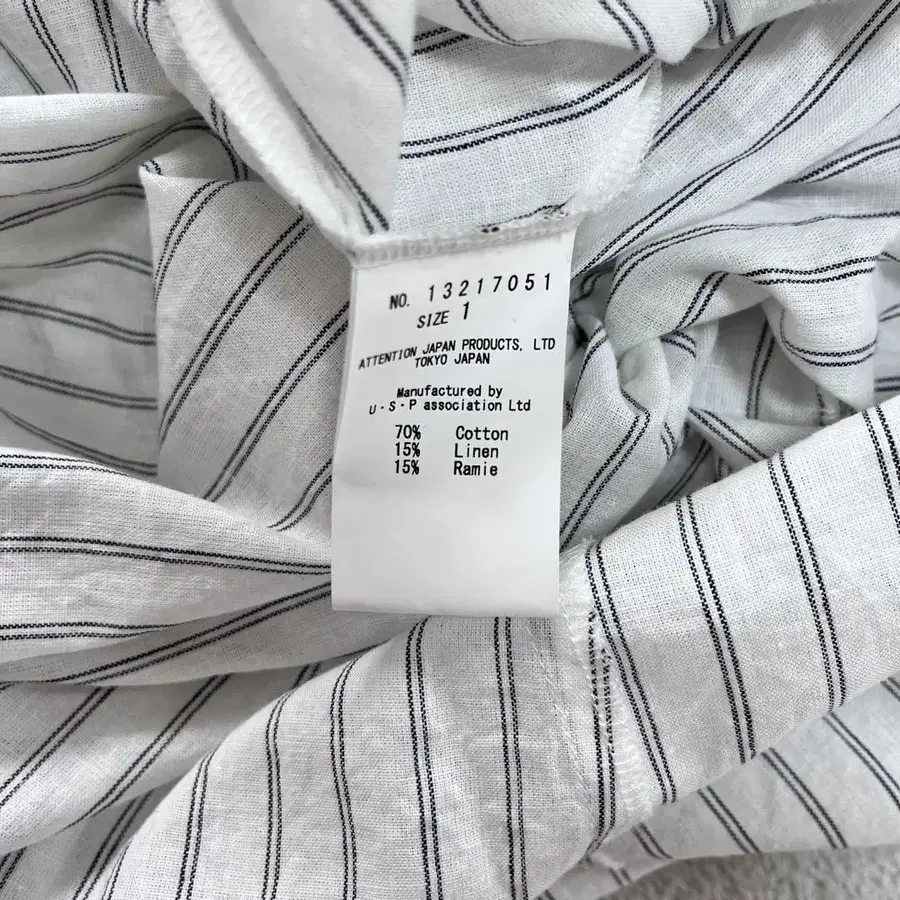 NO. 13217051
SIZE 1
ATTENTION JAPAN PRODUCTS, LTD
TOKYO JAPAN
Manufactured by
U・S・P association Ltd
70% Cotton
15% Linen
15% Ramie